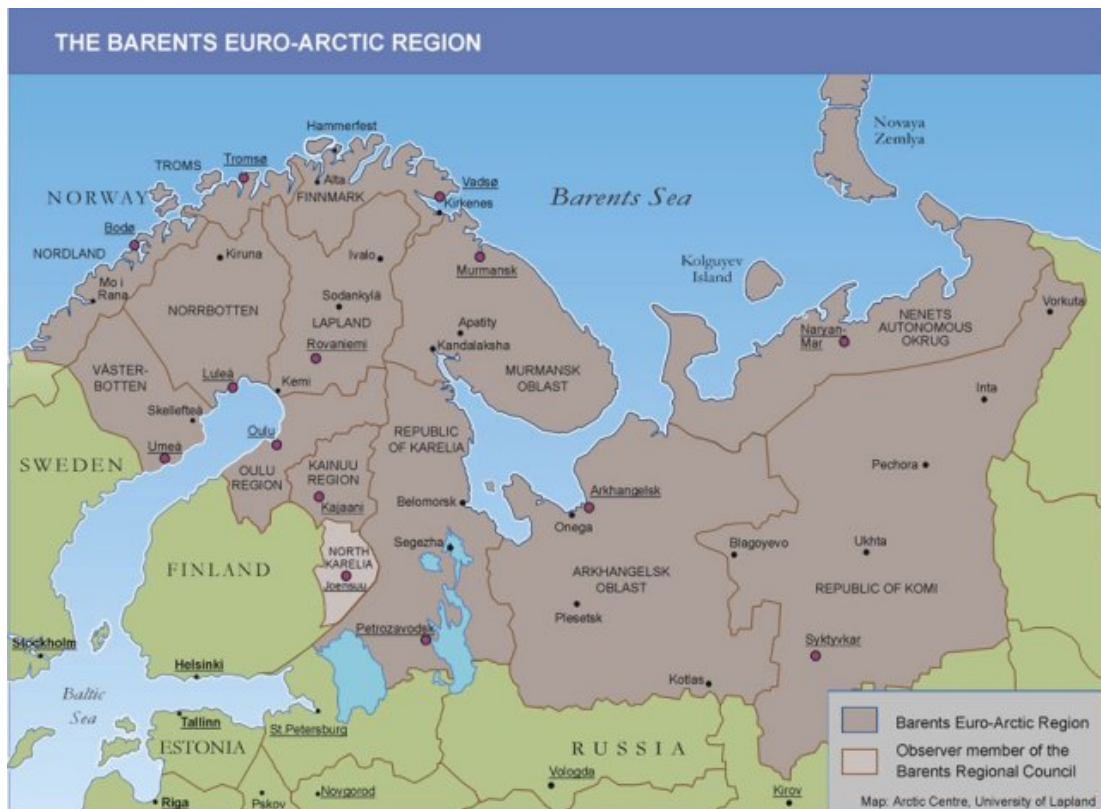 THE BARENTS EURO-ARCTIC REGION
Hammerfest
Novaya
Zemlya
TROMS
Tromsø
Alta
FINNMARK
Vadsø
Kirkenes
NORWAY
Barents Sea
Bodø
NORDLAND
Kiruna
Ivalo
Murmansk
Kolguyev
Island
Mo i
Rana
NORRBOTTEN
Sodankylä
LAPLAND
Apatity
Kandalaksha
Naryan-
Mar
NENETS
AUTONOMOUS
OKRUG
Vorkuta
Rovaniemi
MURMANSK
OBLAST
VÄSTER-
BOTTEN
Luleå
Kemi
Inta
Skellefteå
Umeå
Oulu
OULU
REGION
KAINUU
REGION
Kajaani
REPUBLIC
OF KARELIA
SWEDEN
Pechora
Belomorsk
Arkhangelsk
Onega
Segezha
Blagoyevo
Ukhta
NORTH
KARELIA
Joensuu
FINLAND
ARKHANGELSK
OBLAST
REPUBLIC OF KOMI
Plesetsk
Petrozavodsk
Syktyvkar
Stockholm
Helsinki
Kotlas
Baltic
Sea
Tallinn
ESTONIA
St.Petersburg
RUSSIA
Vologda
Riga
Pskov
Novgorod
Kirov
Barents Euro-Arctic Region
Observer member of the
Barents Regional Council
Map: Arctic Centre, University of Lapland